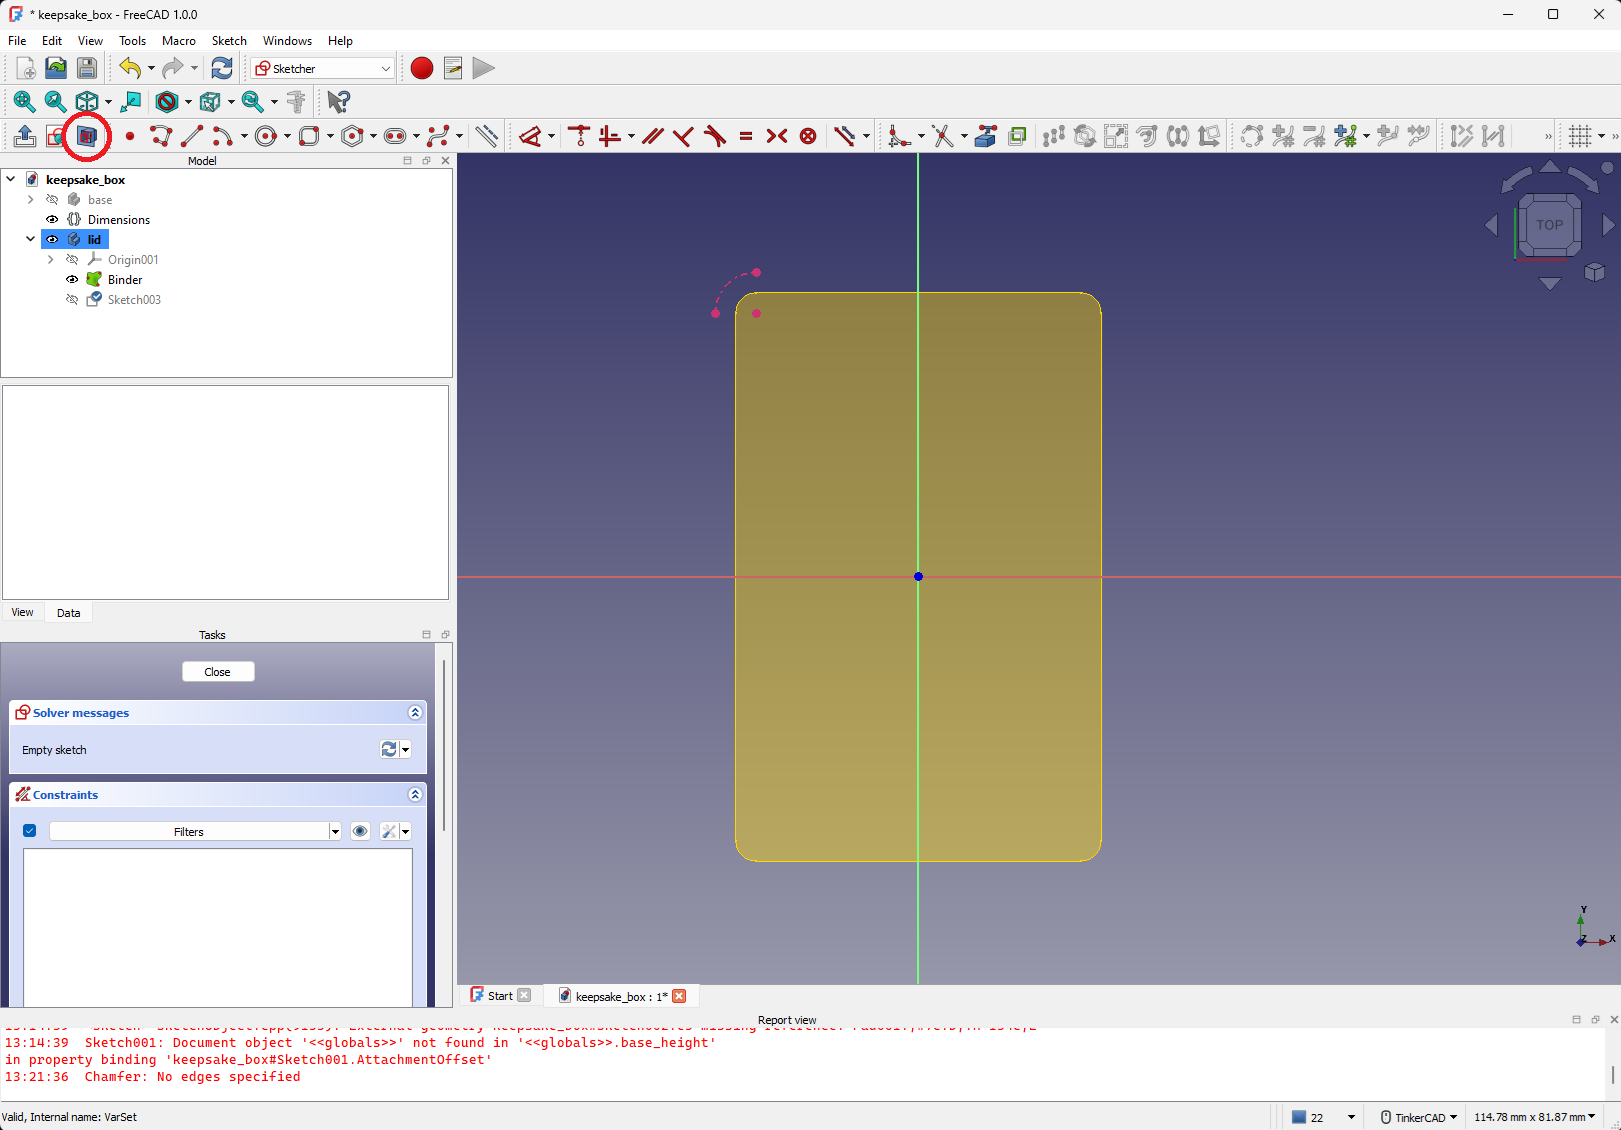 * keepsake_box - FreeCAD 1.0.0
File Edit View Tools Macro Sketch Windows Help
Sketcher
Model
keepsake_box
base
Dimensions
lid
Origin001
Binder
Sketch003
TOP
View Data
Tasks
Close
Solver messages
Empty sketch
Constraints
Filters
Y
Z X
Start keepsake_box : 1*
Report view
13:14:39 Sketch001: Document object '<<globals>>' not found in '<<globals>>.base_height'
in property binding 'keepsake_box#Sketch001.AttachmentOffset'
13:21:36 Chamfer: No edges specified
Valid, Internal name: VarSet
22 TinkerCAD 114.78 mm x 81.87 mm